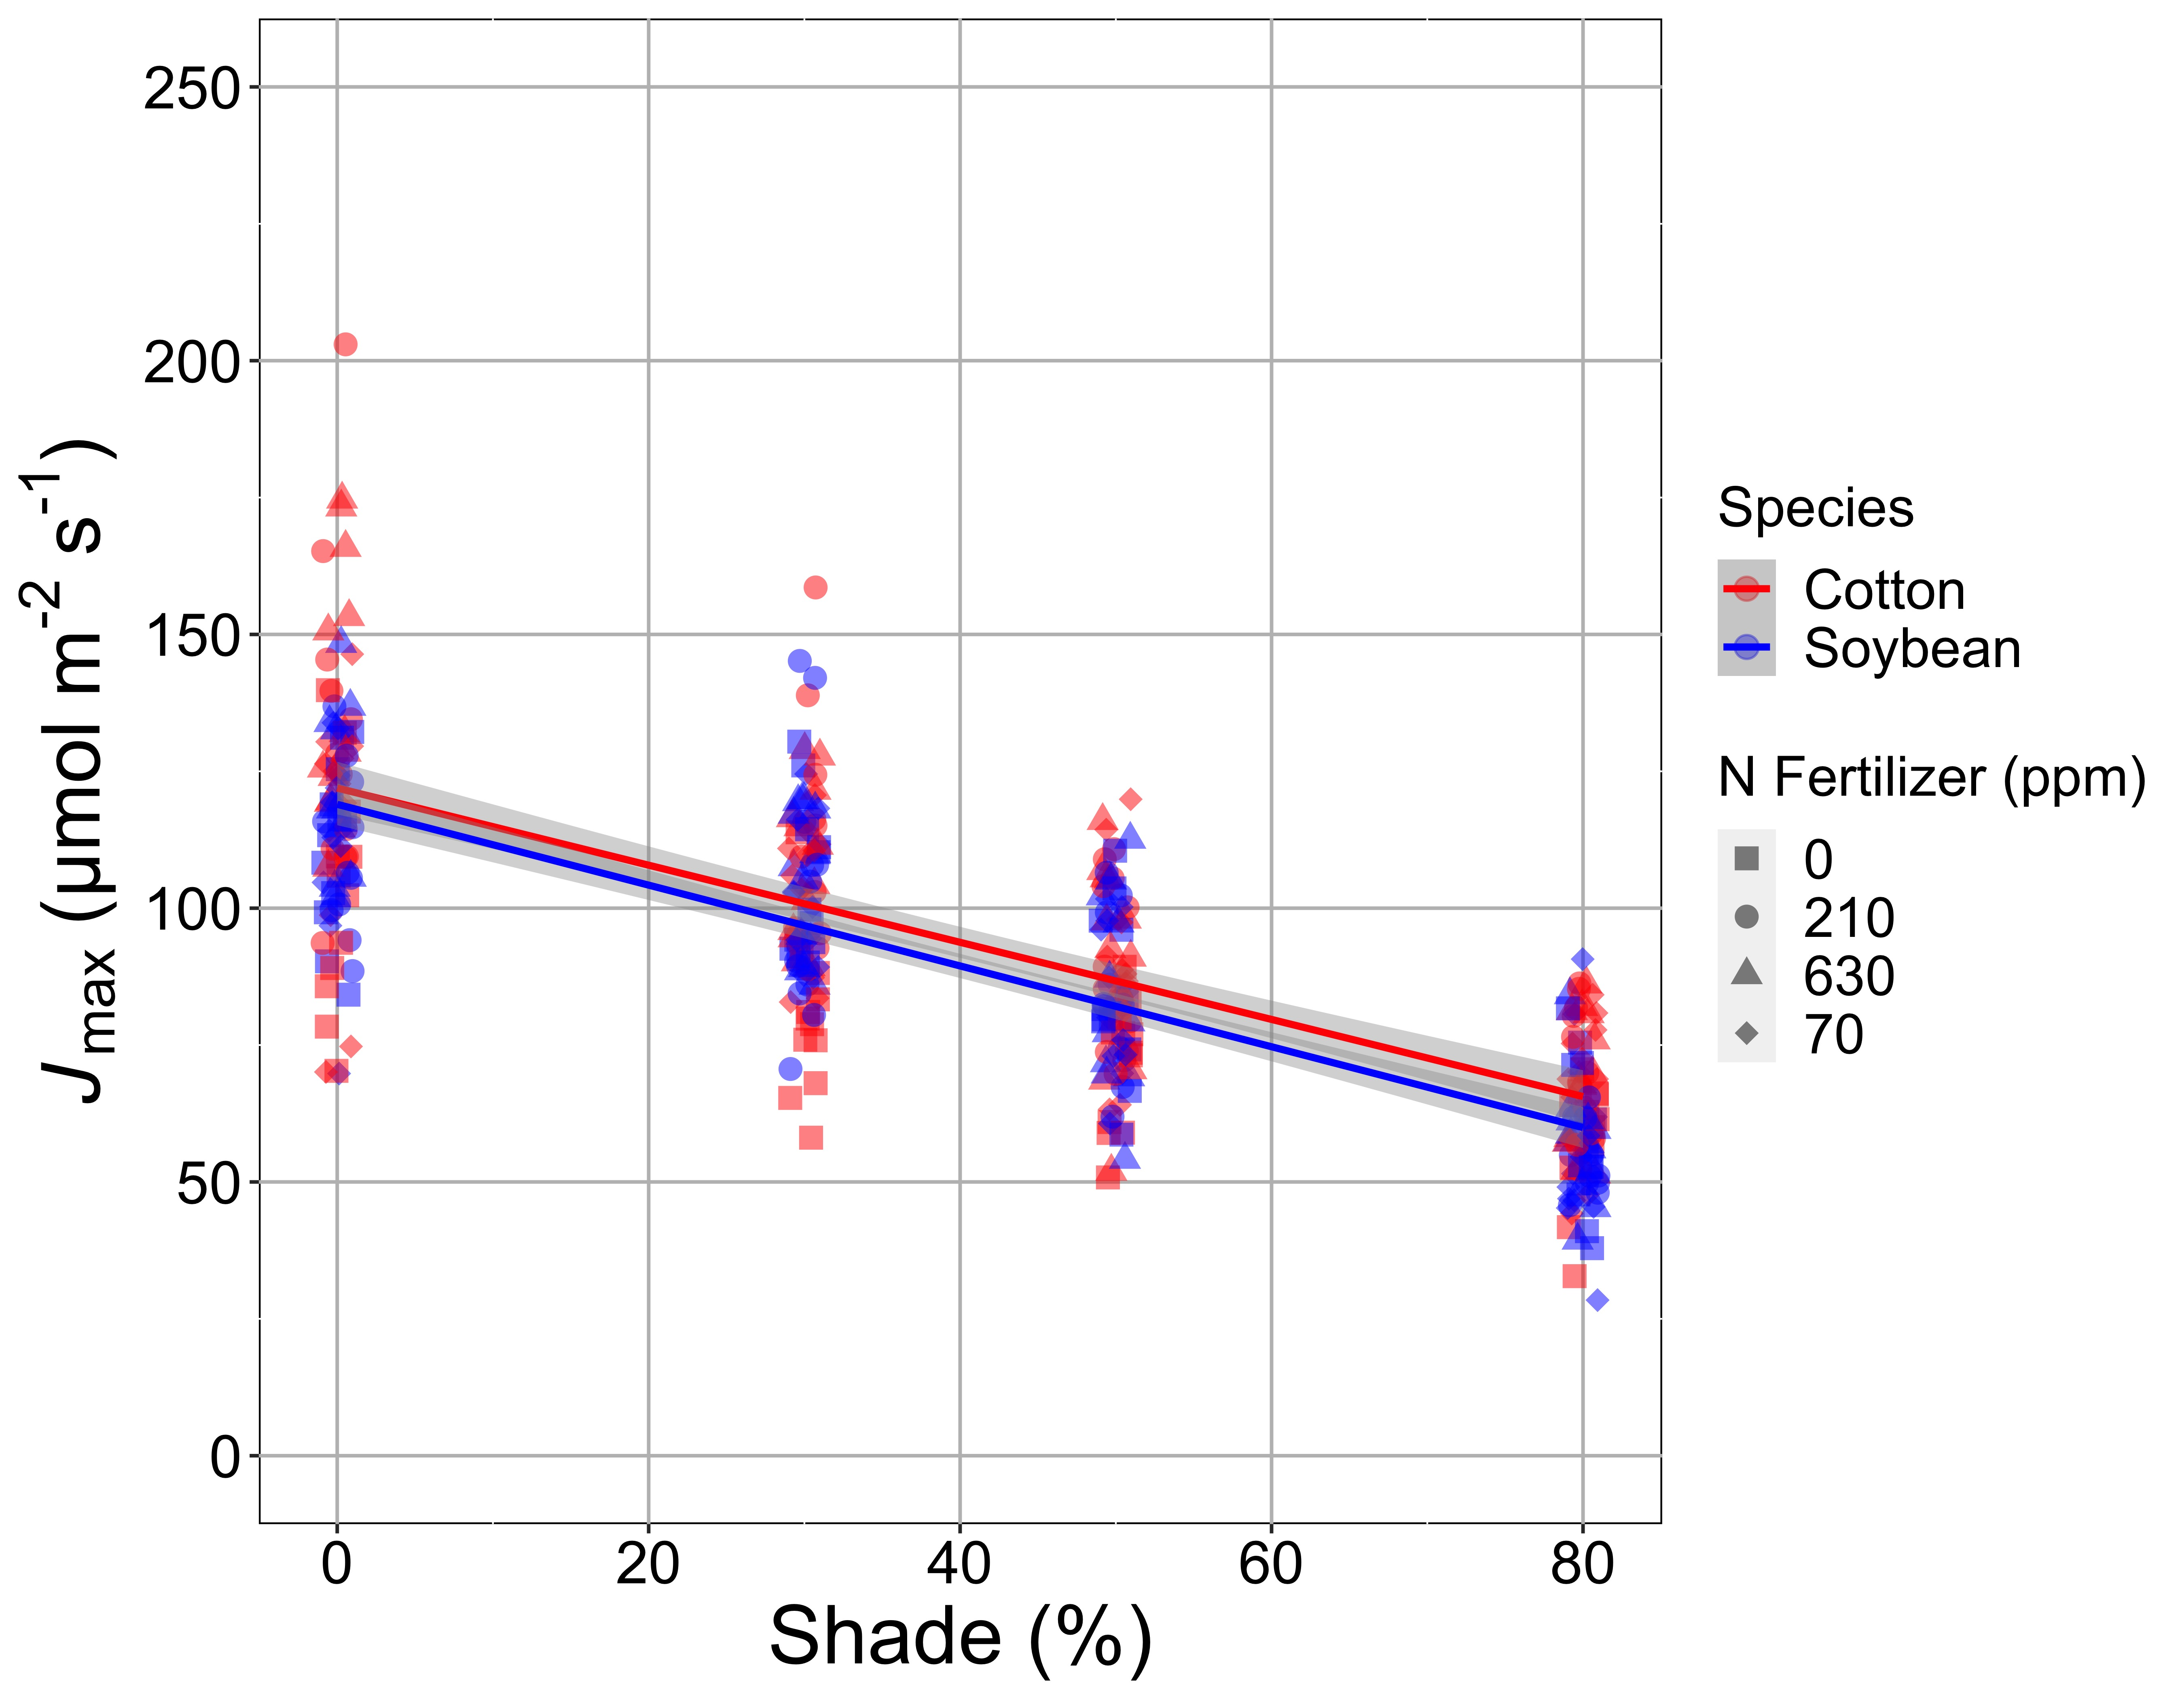 250
200
150
100
50
0
Jmax (μmol m-2 s-1)
0 20 40 60 80
Shade (%)
Species
Cotton
Soybean
N Fertilizer (ppm)
0
210
630
70